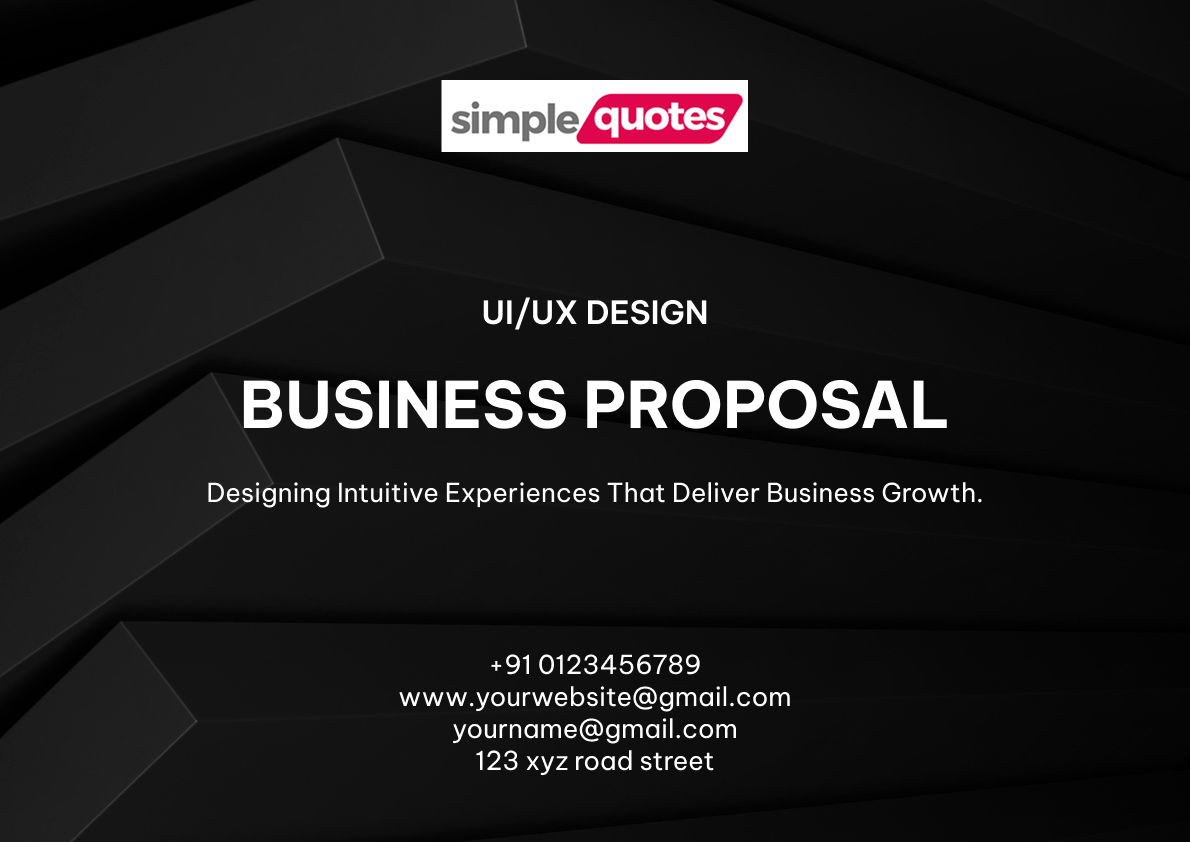 simple quotes
UI/UX DESIGN
BUSINESS PROPOSAL
Designing Intuitive Experiences That Deliver Business Growth.
+91 0123456789
www.yourwebsite@gmail.com
yourname@gmail.com
123 xyz road street